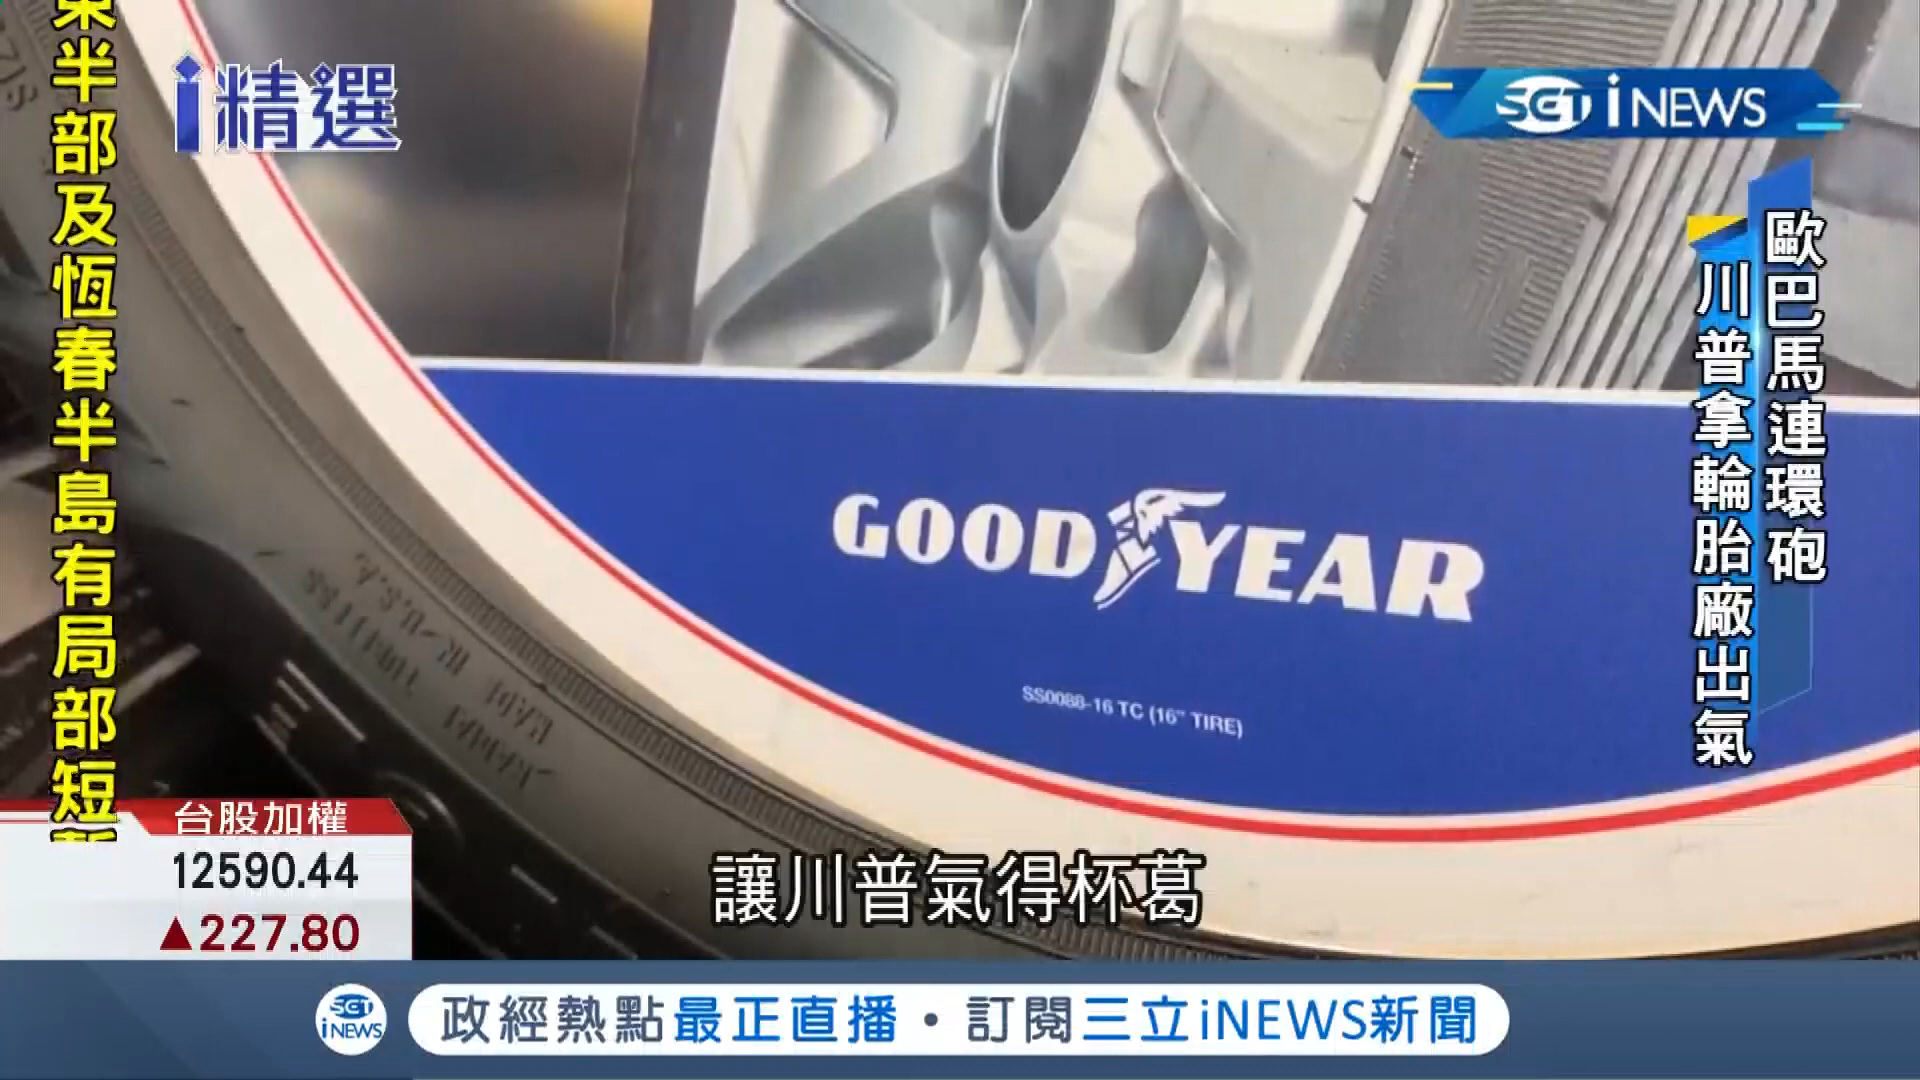 東半部及恆春半島有局部短暫
i精選
SET iNEWS
歐巴馬連環砲
川普拿輪胎廠出氣
GOODYEAR
SS0088-16 TC (16" TIRE)
台股加權
12590.44
▲227.80
讓川普氣得杯葛
SET iNEWS
政經熱點最正直播・訂閱三立iNEWS新聞